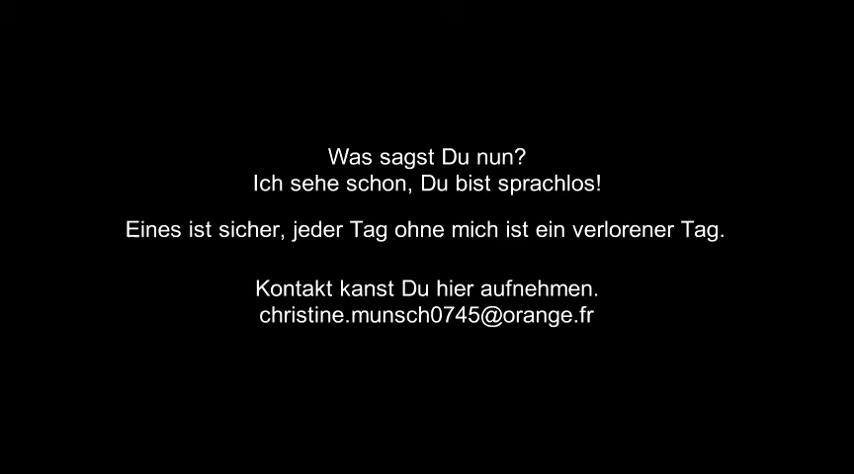 Was sagst Du nun?
Ich sehe schon, Du bist sprachlos!
Eines ist sicher, jeder Tag ohne mich ist ein verlorener Tag.
Kontakt kanst Du hier aufnehmen.
christine.munsch0745@orange.fr